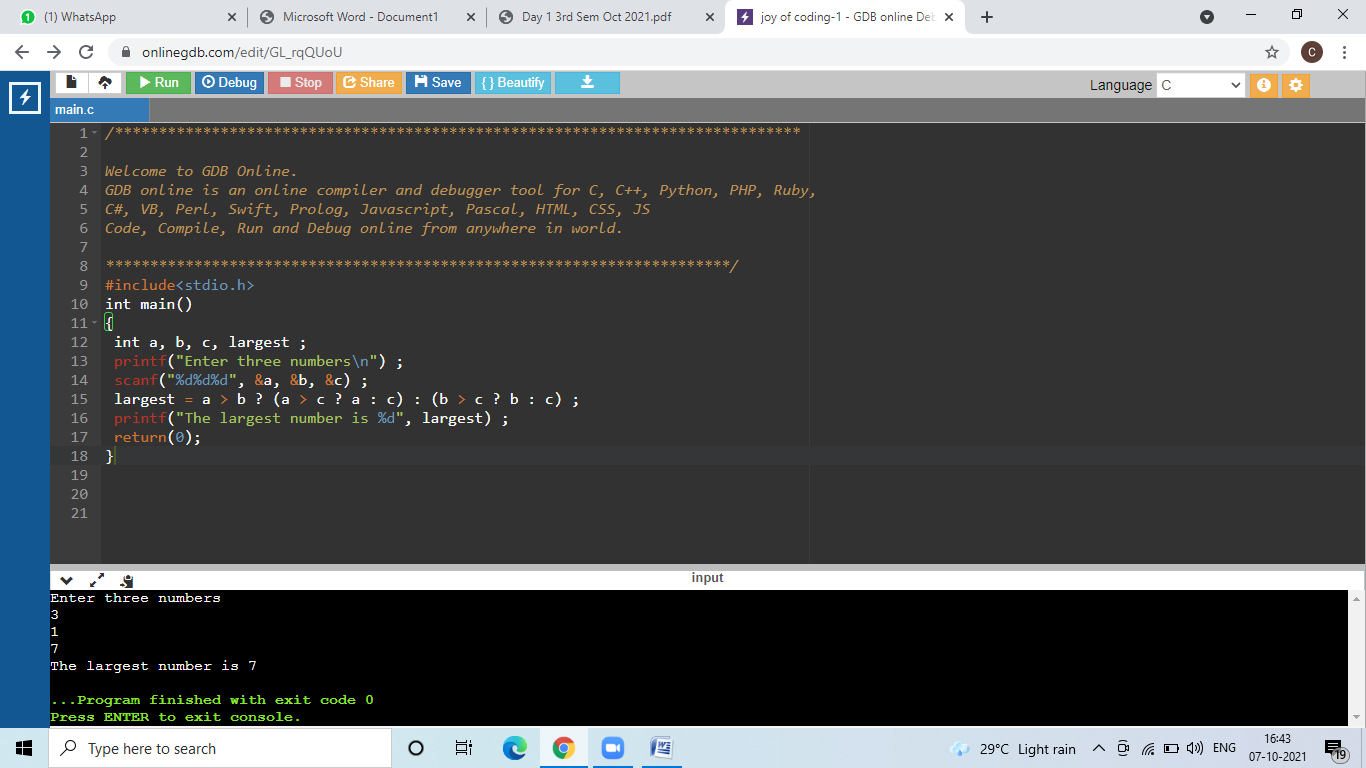 (1) WhatsApp
Microsoft Word - Document1
Day 1 3rd Sem Oct 2021.pdf
joy of coding-1 - GDB online De
onlinegdb.com/edit/GL_rqQUoU
C
Run
Debug
Stop
Share
Save
{ } Beautify
Language C
main.c
1 /******************************************************************************
2
3 Welcome to GDB Online.
4 GDB online is an online compiler and debugger tool for C, C++, Python, PHP, Ruby,
5 C#, VB, Perl, Swift, Prolog, Javascript, Pascal, HTML, CSS, JS
6 Code, Compile, Run and Debug online from anywhere in world.
7
8 ***********************************************************************/
9 #include<stdio.h>
10 int main()
11 {
12 int a, b, c, largest ;
13 printf("Enter three numbers\n") ;
14 scanf("%d%d%d", &a, &b, &c) ;
15 largest = a > b ? (a > c ? a : c) : (b > c ? b : c) ;
16 printf("The largest number is %d", largest) ;
17 return(0);
18 }
19
20
21
input
Enter three numbers
3
1
7
The largest number is 7
...Program finished with exit code 0
Press ENTER to exit console.
Type here to search
29°C Light rain
ENG
16:43
07-10-2021
19